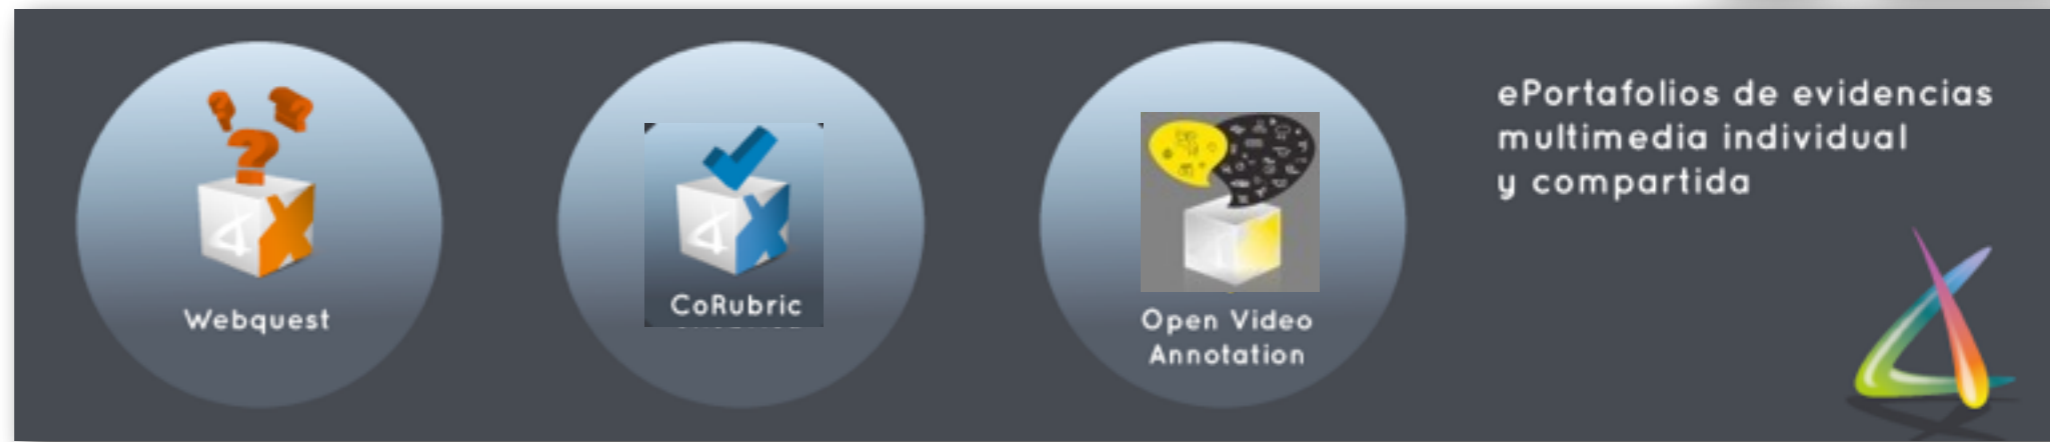 Webquest
CoRubric
Open Video
Annotation
ePortafolios de evidencias
multimedia individual
y compartida